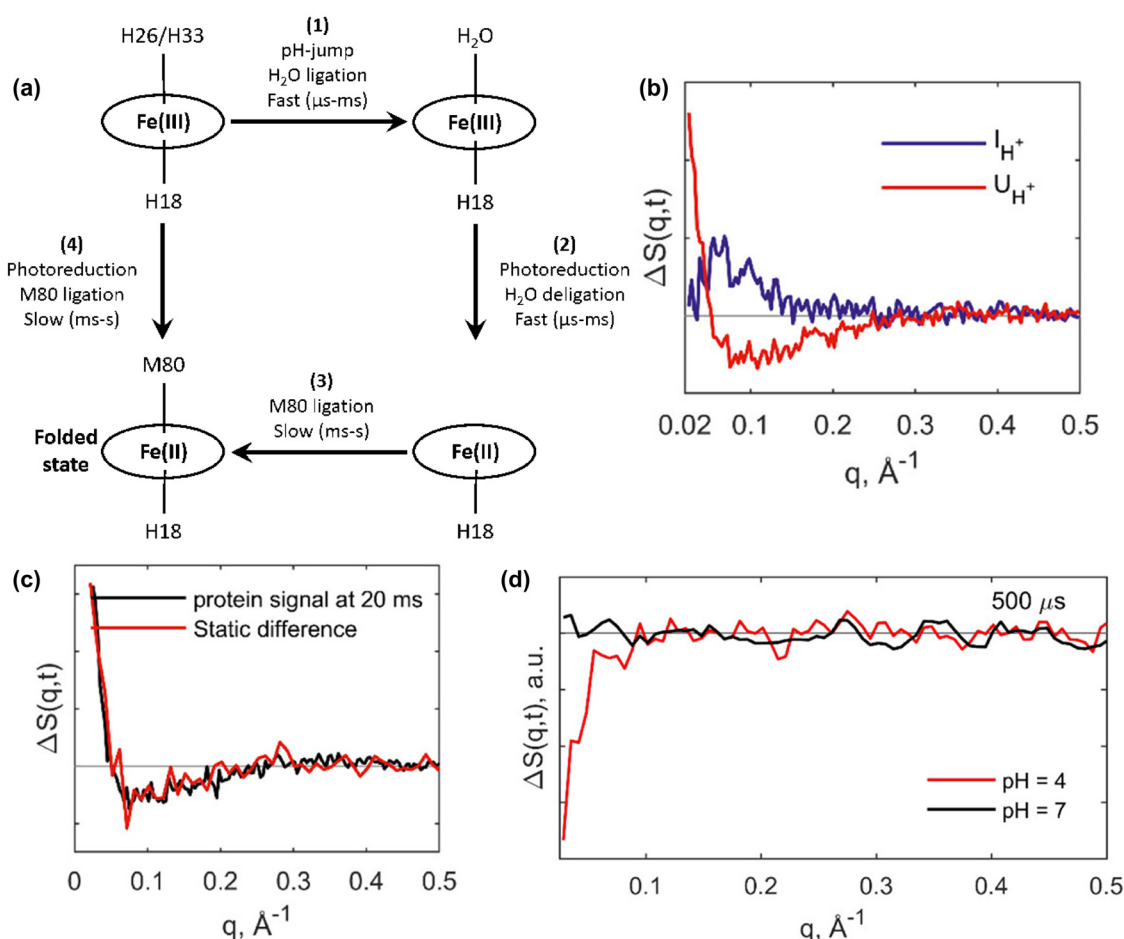 (a)
H26/H33
Fe(III)
H18
(1)
pH-jump
H₂O ligation
Fast (μs-ms)
H₂O
Fe(III)
H18
(4)
Photoreduction
M80 ligation
Slow (ms-s)
(2)
Photoreduction
H₂O deligation
Fast (μs-ms)
M80
Folded
state
Fe(II)
H18
(3)
M80 ligation
Slow (ms-s)
Fe(II)
H18
(b)
ΔS(q,t)
I_H⁺
U_H⁺
0.02 0.1 0.2 0.3 0.4 0.5
q, Å⁻¹
(c)
ΔS(q,t)
protein signal at 20 ms
Static difference
0 0.1 0.2 0.3 0.4 0.5
q, Å⁻¹
(d)
ΔS(q,t), a.u.
500 μs
pH = 4
pH = 7
0.1 0.2 0.3 0.4 0.5
q, Å⁻¹